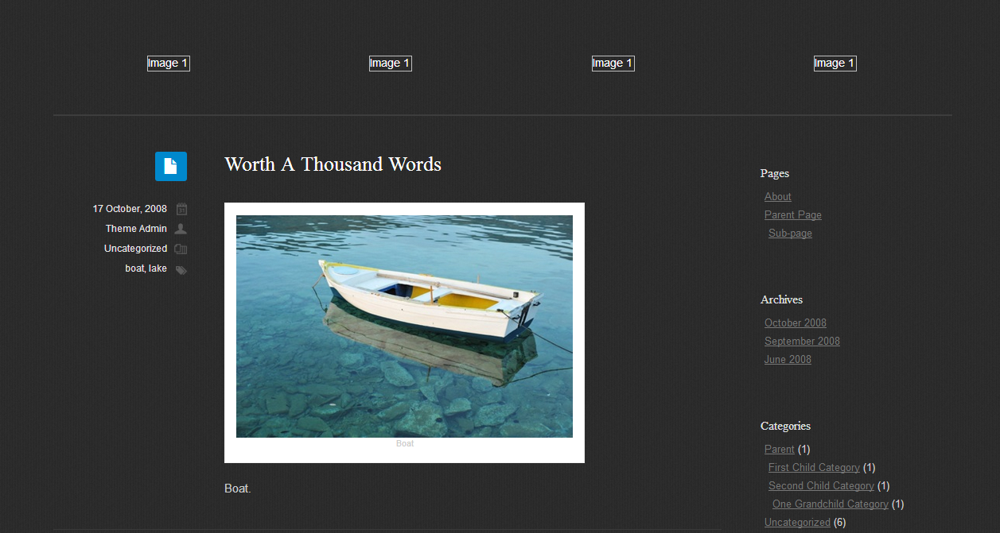 Image 1 Image 1 Image 1 Image 1
Worth A Thousand Words
17 October, 2008
31
Theme Admin
Uncategorized
boat, lake
Boat
Boat.
Pages
About
Parent Page
Sub-page
Archives
October 2008
September 2008
June 2008
Categories
Parent (1)
First Child Category (1)
Second Child Category (1)
One Grandchild Category (1)
Uncategorized (6)